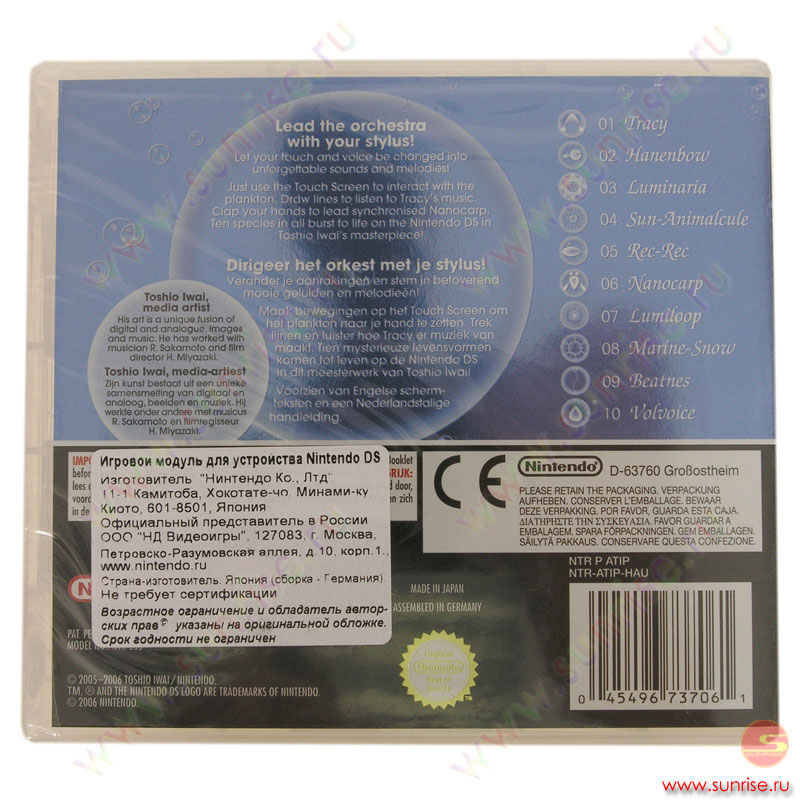 Lead the orchestra
with your stylus!
Let your touch and voice be changed into
unforgettable sounds and melodies!
Just use the Touch Screen to interact with the
plankton. Draw lines to listen to Tracy's music.
Clap your hands to lead synchronised Nanocarp.
Ten species in all burst to life on the Nintendo DS in
Toshio Iwai's masterpiece!
Dirigeer het orkest met je stylus!
Verander je aanrakingen en stem in betoverend
mooie geluiden en melodieën!
Maak bewegingen op het Touch Screen om
het plankton naar je hand te zetten. Trek
lijnen en luister hoe Tracy er muziek van
maakt. Tien mysterieuze levensvormen
komen tot leven op de Nintendo DS
in dit meesterwerk van Toshio Iwai!
Voorzien van Engelse scherm-
teksten en een Nederlandstalige
handleiding.
Toshio Iwai,
media artist
His art is a unique fusion of
digital and analogue, images
and music. He has worked with
musician R. Sakamoto and film
director H. Miyazaki.
Toshio Iwai, media-artiest
Zijn kunst bestaat uit een unieke
samensmelting van digitaal en
analoog, beelden en muziek. Hij
werkte onder andere met musicus
R. Sakamoto en filmregisseur
H. Miyazaki.
01 Tracy
02 Hanenbow
03 Luminaria
04 Sun-Animalcule
05 Rec-Rec
06 Nanocarp
07 Lumiloop
08 Marine-Snow
09 Beatnes
10 Volvoice
Игровой модуль для устройства Nintendo DS
Изготовитель "Нинтендо Ко., Лтд"
11-1 Камитоба, Хокотате-чо, Минами-ку
Киото, 601-8501, Япония
Официальный представитель в России
ООО "НД Видеоигры", 127083, г. Москва,
Петровско-Разумовская аллея, д 10, корп.1.,
www.nintendo.ru
Страна-изготовитель: Япония (сборка - Германия).
Не требует сертификации
Возрастное ограничение и обладатель автор-
ских прав© указаны на оригинальной обложке.
Срок годности не ограничен
Booklet
CE Nintendo D-63760 Großostheim
PLEASE RETAIN THE PACKAGING. VERPACKUNG
AUFHEBEN. CONSERVER L'EMBALLAGE. BEWAAR
DEZE VERPAKKING. POR FAVOR, GUARDA ESTA CAJA.
ΔΙΑΤΗΡΗΣΤΕ ΤΗΝ ΣΥΣΚΕΥΑΣΙΑ. FAVOR GUARDAR A
EMBALAGEM. SPARA FÖRPACKNINGEN. GEM EMBALLAGEN.
SÄILYTÄ PAKKAUS. CONSERVARE QUESTA CONFEZIONE.
NTR P ATIP
NTR-ATIP-HAU
MADE IN JAPAN
ASSEMBLED IN GERMANY
Original
Nintendo
Seal of
Quality
™
0 45496 73706 1
© 2005–2006 TOSHIO IWAI / NINTENDO.
TM, ® AND THE NINTENDO DS LOGO ARE TRADEMARKS OF NINTENDO.
© 2006 NINTENDO.
www.sunrise.ru